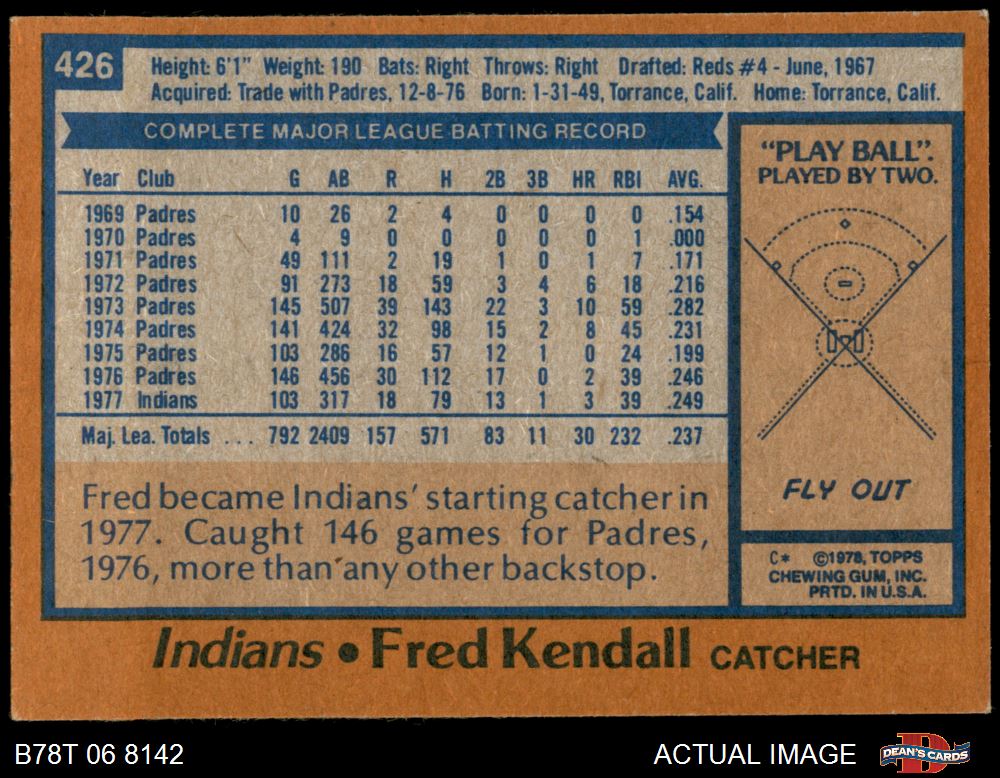 426
Height: 6'1" Weight: 190 Bats: Right Throws: Right Drafted: Reds #4 - June, 1967
Acquired: Trade with Padres, 12-8-76 Born: 1-31-49, Torrance, Calif. Home: Torrance, Calif.
COMPLETE MAJOR LEAGUE BATTING RECORD
Year Club G AB R H 2B 3B HR RBI AVG.
1969 Padres 10 26 2 4 0 0 0 0 .154
1970 Padres 4 9 0 0 0 0 0 1 .000
1971 Padres 49 111 2 19 1 0 1 7 .171
1972 Padres 91 273 18 59 3 4 6 18 .216
1973 Padres 145 507 39 143 22 3 10 59 .282
1974 Padres 141 424 32 98 15 2 8 45 .231
1975 Padres 103 286 16 57 12 1 0 24 .199
1976 Padres 146 456 30 112 17 0 2 39 .246
1977 Indians 103 317 18 79 13 1 3 39 .249
Maj. Lea. Totals ... 792 2409 157 571 83 11 30 232 .237
Fred became Indians' starting catcher in
1977. Caught 146 games for Padres,
1976, more than any other backstop.
"PLAY BALL".
PLAYED BY TWO.
FLY OUT
C* ©1978, TOPPS
CHEWING GUM, INC.
PRTD. IN U.S.A.
Indians • Fred Kendall CATCHER
B78T 06 8142
ACTUAL IMAGE
DEAN'S CARDS